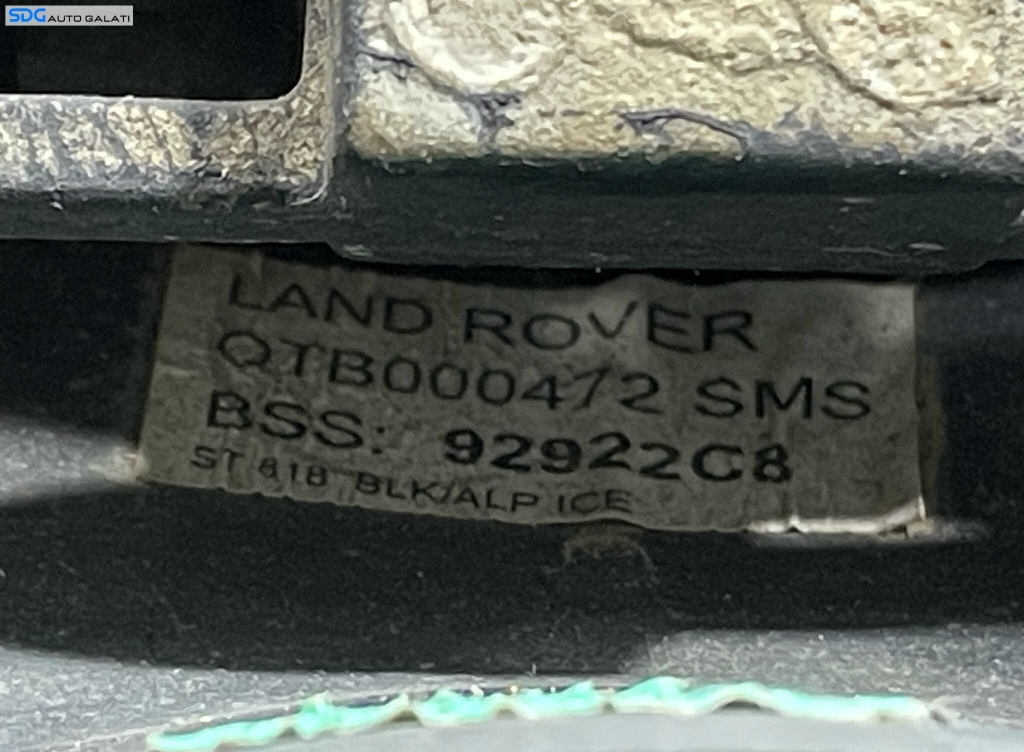 SDG AUTO GALATI
LAND ROVER
QTB000472 SMS
BSS: 92922C8
ST 818 BLK/ALP ICE